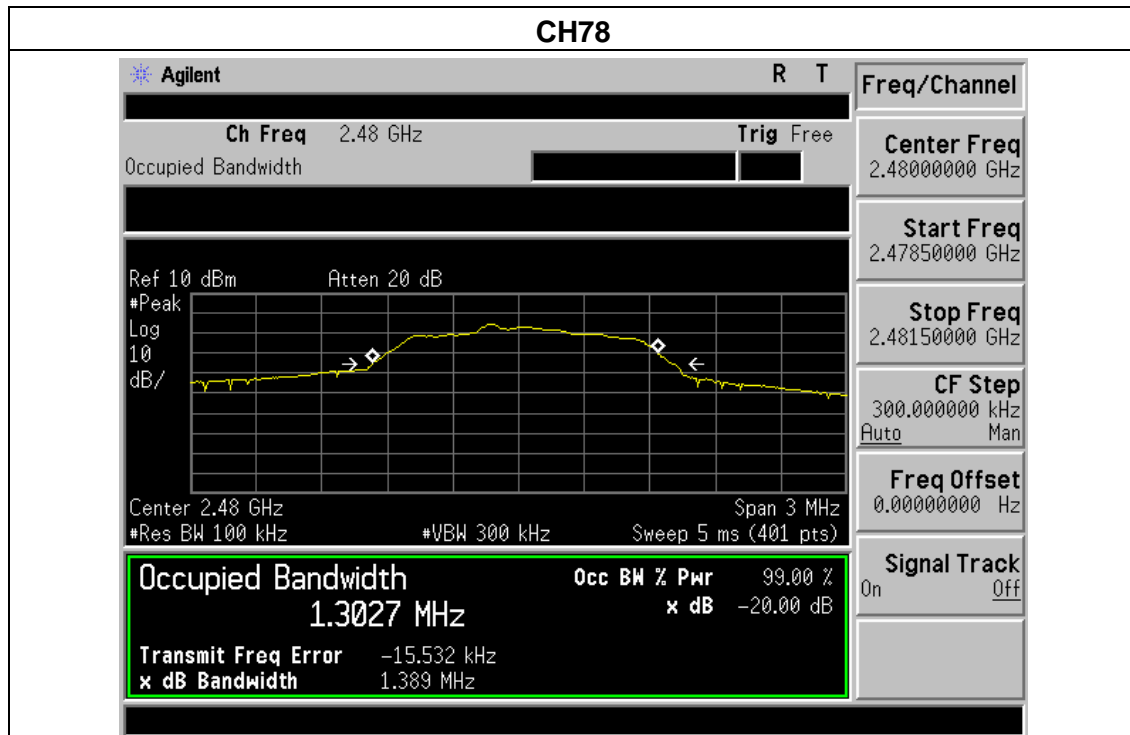 CH78
Agilent R T
Freq/Channel
Ch Freq 2.48 GHz Trig Free
Occupied Bandwidth
Center Freq
2.48000000 GHz
Start Freq
2.47850000 GHz
Stop Freq
2.48150000 GHz
CF Step
300.000000 kHz
Auto Man
Freq Offset
0.00000000 Hz
Signal Track
On Off
Ref 10 dBm Atten 20 dB
#Peak
Log
10
dB/
Center 2.48 GHz Span 3 MHz
#Res BW 100 kHz #VBW 300 kHz Sweep 5 ms (401 pts)
Occupied Bandwidth Occ BW % Pwr 99.00 %
1.3027 MHz x dB -20.00 dB
Transmit Freq Error -15.532 kHz
x dB Bandwidth 1.389 MHz